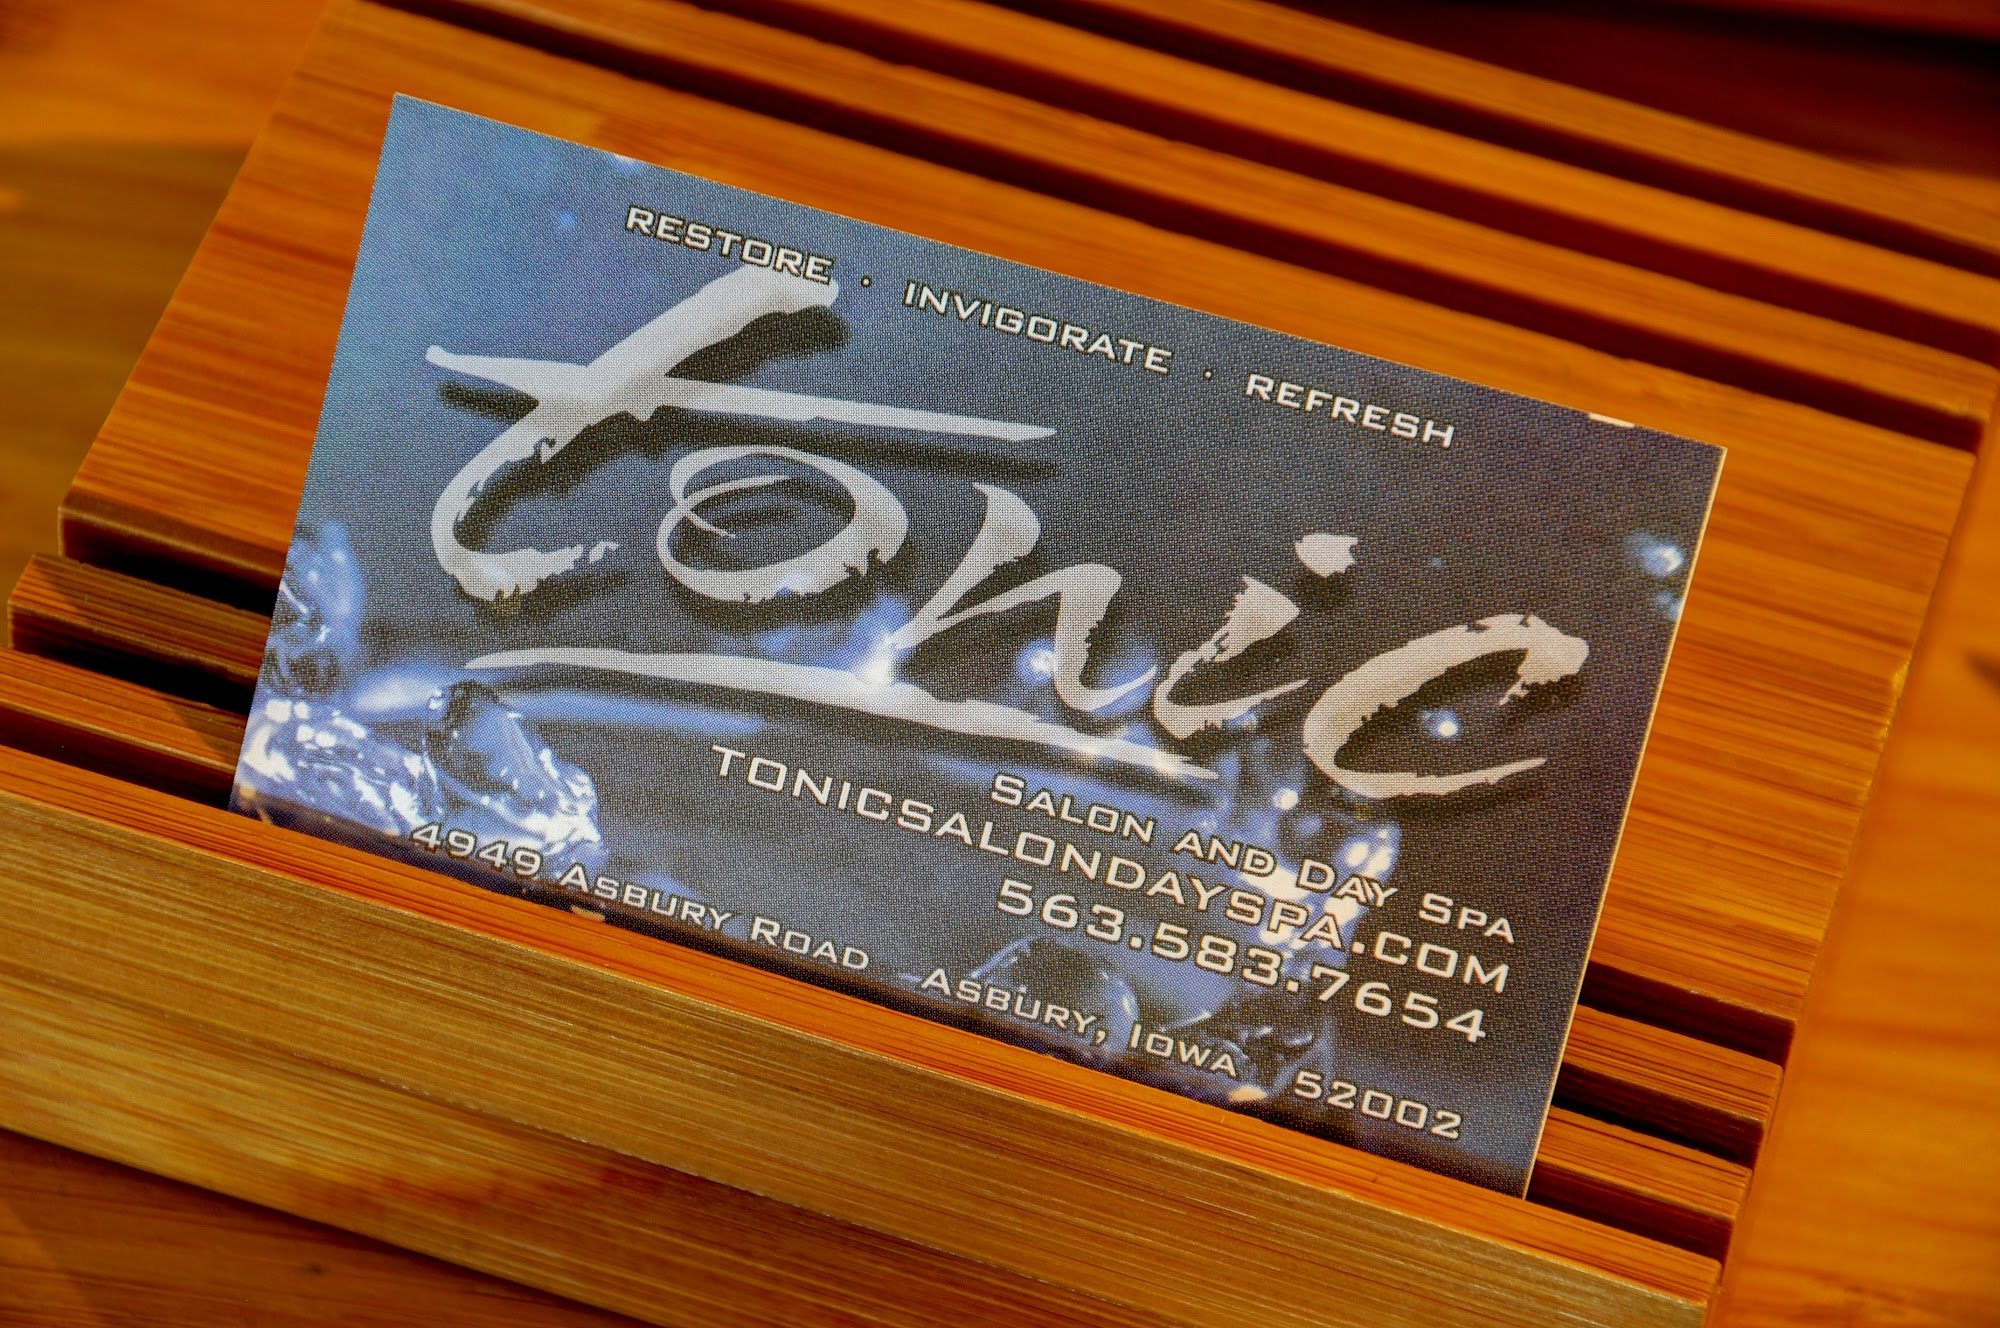 RESTORE · INVIGORATE · REFRESH
tonic
SALON AND DAY SPA
TONICSALONDAYSPA.COM
563.583.7654
4949 ASBURY ROAD ASBURY, IOWA 52002